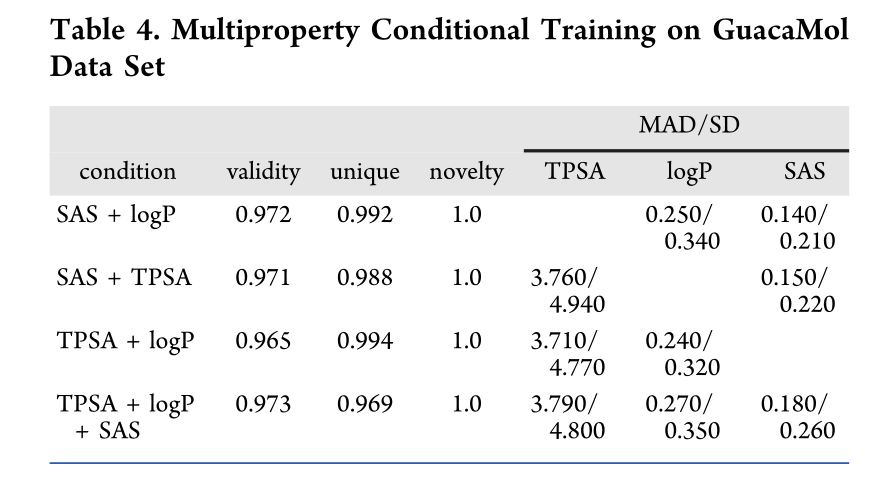 Table 4. Multiproperty Conditional Training on GuacaMol
Data Set
MAD/SD
condition validity unique novelty TPSA logP SAS
SAS + logP 0.972 0.992 1.0 0.250/ 0.140/
0.340 0.210
SAS + TPSA 0.971 0.988 1.0 3.760/ 0.150/
4.940 0.220
TPSA + logP 0.965 0.994 1.0 3.710/ 0.240/
4.770 0.320
TPSA + logP 0.973 0.969 1.0 3.790/ 0.270/ 0.180/
+ SAS 4.800 0.350 0.260